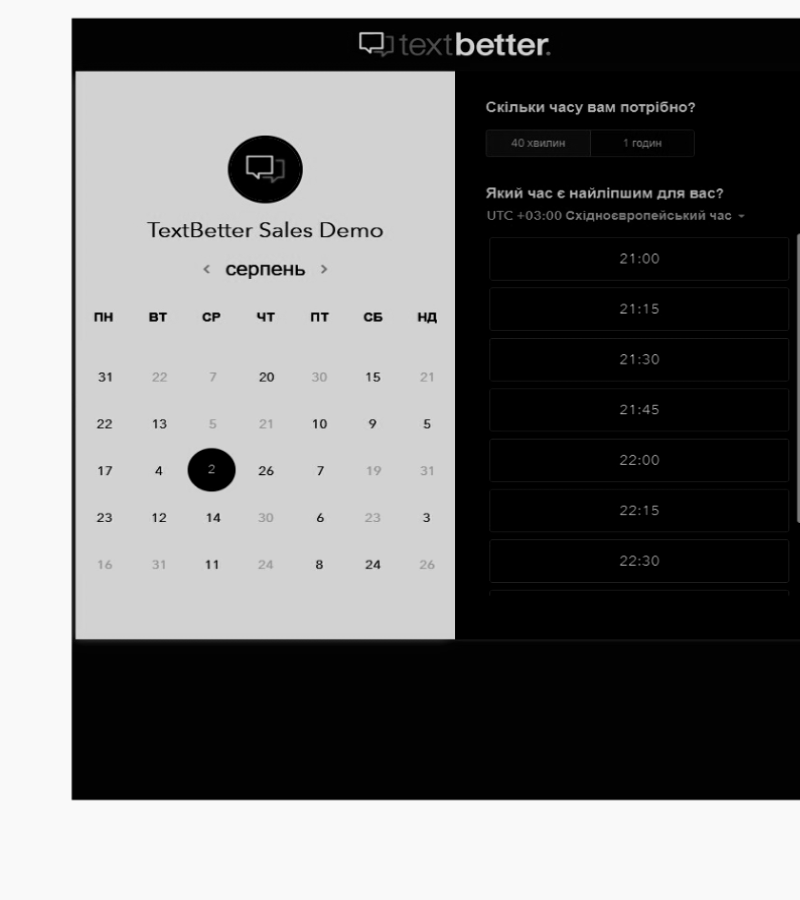 textbetter.
TextBetter Sales Demo
серпень
ПН ВТ СР ЧТ ПТ СБ НД
31 22 7 20 30 15 21
22 13 5 21 10 9 5
17 4 2 26 7 19 31
23 12 14 30 6 23 3
16 31 11 24 8 24 26
Скільки часу вам потрібно?
40 хвилин 1 годин
Який час є найліпшим для вас?
UTC +03:00 Східноєвропейський час
21:00
21:15
21:30
21:45
22:00
22:15
22:30